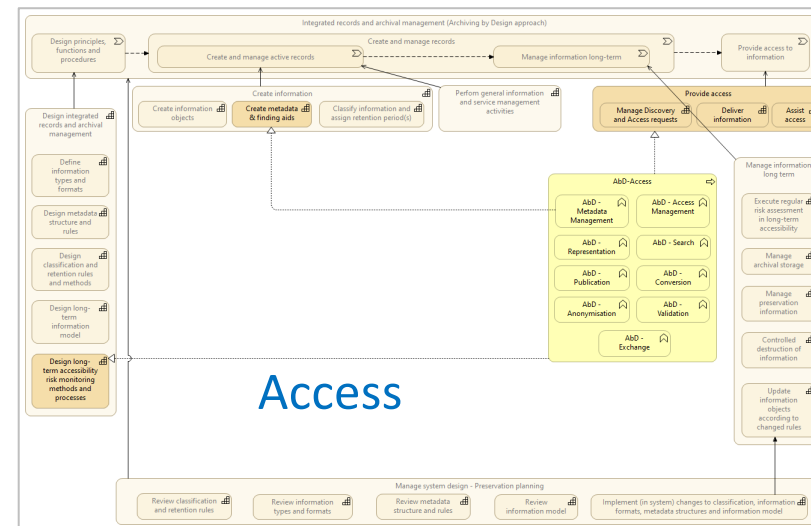 Integrated records and archival management (Archiving by Design approach)
Design principles,
functions and
procedures
Create and manage records
Create and manage active records
Manage information long-term
Provide access to
information
Create information
Create information
objects
Create metadata
& finding aids
Classify information and
assign retention period(s)
Perfom general information
and service management
activities
Provide access
Manage Discovery
and Access requests
Deliver
information
Assist
access
Design integrated
records and archival
management
Define
information
types and
formats
Design metadata
structure and
rules
Design
classification and
retention rules
and methods
Design long-
term
information
model
Design long-
term accessibility
risk monitoring
methods and
processes
AbD-Access
AbD -
Metadata
Management
AbD - Access
Management
AbD -
Representation
AbD - Search
AbD -
Publication
AbD -
Conversion
AbD -
Anonymisation
AbD -
Validation
AbD -
Exchange
Manage information
long term
Execute regular
risk assessment
in long-term
accessibility
Manage
archival storage
Manage
preservation
information
Controlled
destruction of
information
Update
information
objects
according to
changed rules
Access
Manage system design - Preservation planning
Review classification
and retention rules
Review information
types and formats
Review metadata
structure and rules
Review
information model
Implement (in system) changes to classification, information
formats, metadata structures and information model